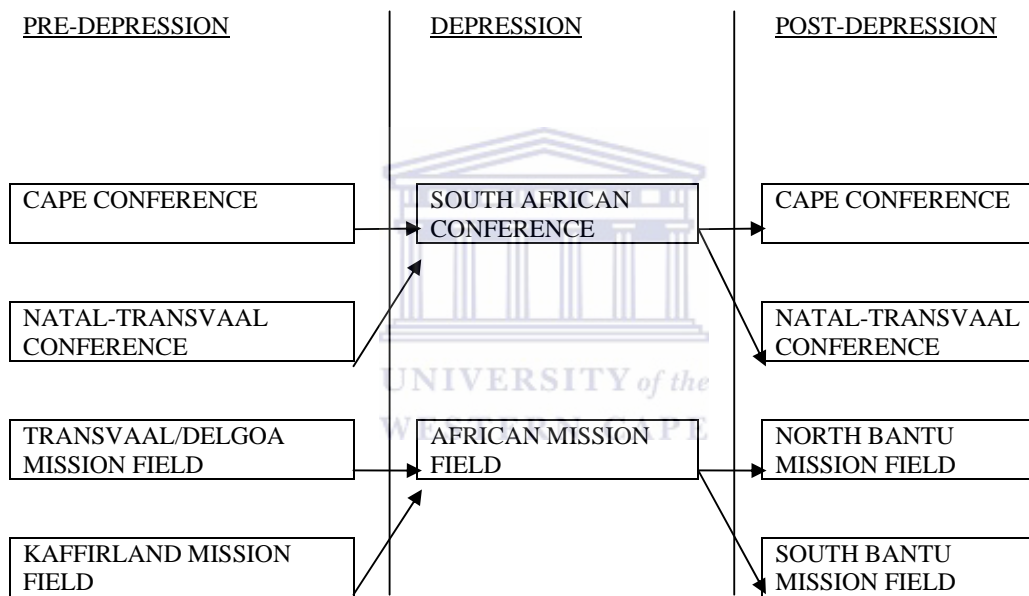 PRE-DEPRESSION
DEPRESSION
POST-DEPRESSION
CAPE CONFERENCE
SOUTH AFRICAN
CONFERENCE
CAPE CONFERENCE
NATAL-TRANSVAAL
CONFERENCE
NATAL-TRANSVAAL
CONFERENCE
UNIVERSITY of the
WESTERN CAPE
TRANSVAAL/DELGOA
MISSION FIELD
AFRICAN MISSION
FIELD
NORTH BANTU
MISSION FIELD
KAFFIRLAND MISSION
FIELD
SOUTH BANTU
MISSION FIELD